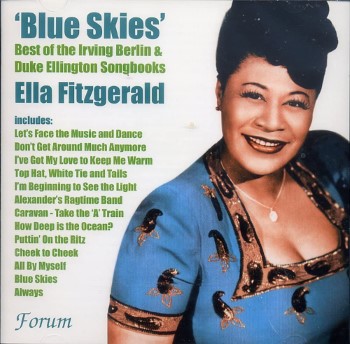 'Blue Skies'
Best of the Irving Berlin &
Duke Ellington Songbooks
Ella Fitzgerald
includes:
Let's Face the Music and Dance
Don't Get Around Much Anymore
I've Got My Love to Keep Me Warm
Top Hat, White Tie and Tails
I'm Beginning to See the Light
Alexander's Ragtime Band
Caravan - Take the 'A' Train
How Deep is the Ocean?
Puttin' On the Ritz
Cheek to Cheek
All By Myself
Blue Skies
Always
Forum